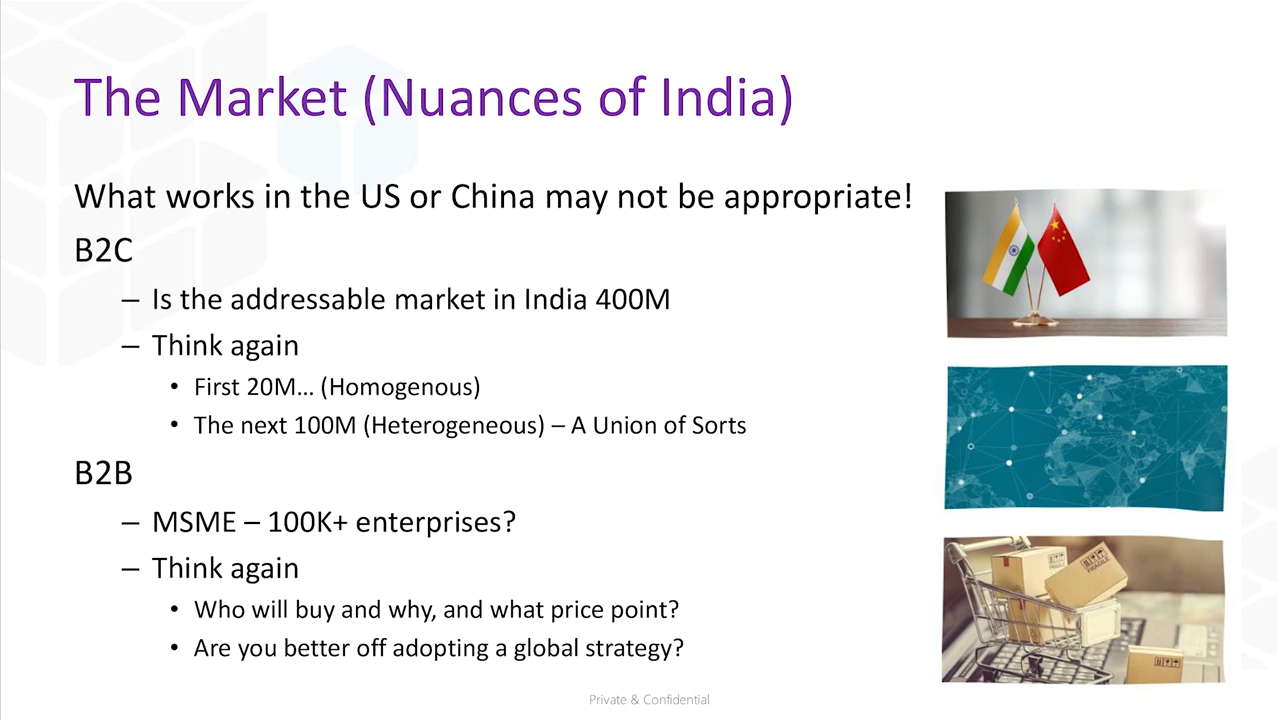 The Market (Nuances of India)
What works in the US or China may not be appropriate!
B2C
– Is the addressable market in India 400M
– Think again
• First 20M... (Homogenous)
• The next 100M (Heterogeneous) – A Union of Sorts
B2B
– MSME – 100K+ enterprises?
– Think again
• Who will buy and why, and what price point?
• Are you better off adopting a global strategy?
FRAGILE
FRAGILE
Private & Confidential